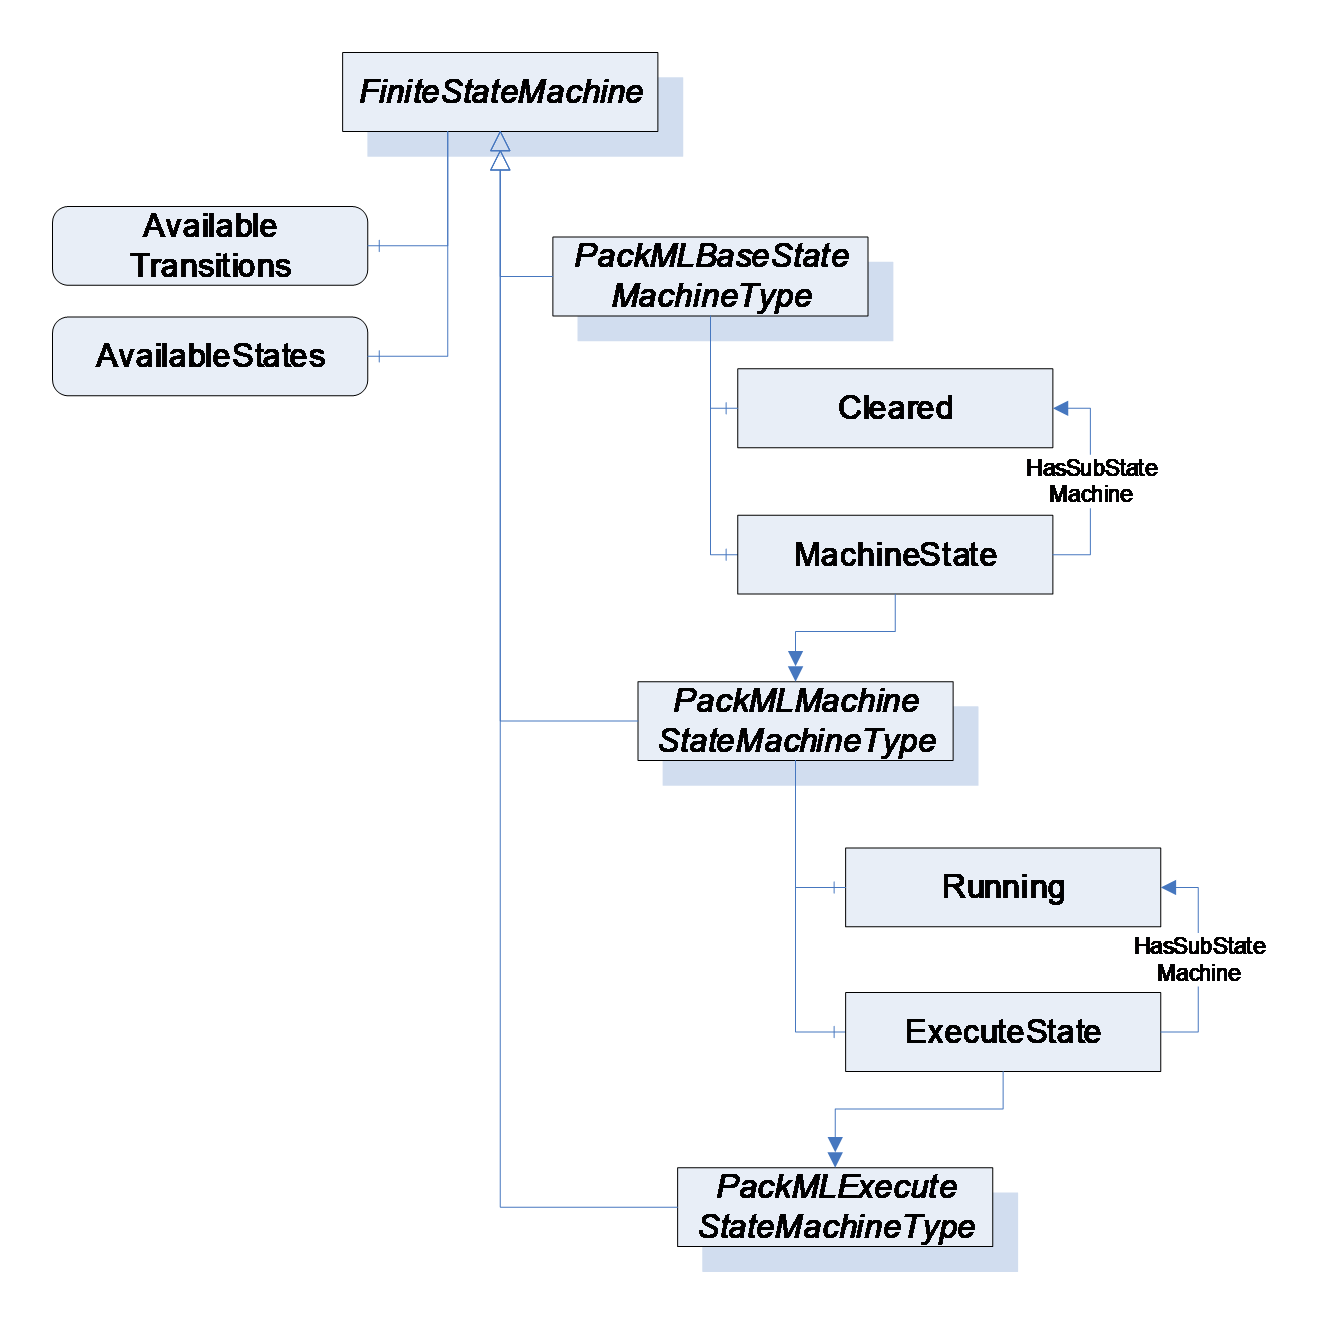 FiniteStateMachine
Available
Transitions
PackMLBaseState
MachineType
AvailableStates
Cleared
HasSubState
Machine
MachineState
PackMLMachine
StateMachineType
Running
HasSubState
Machine
ExecuteState
PackMLExecute
StateMachineType